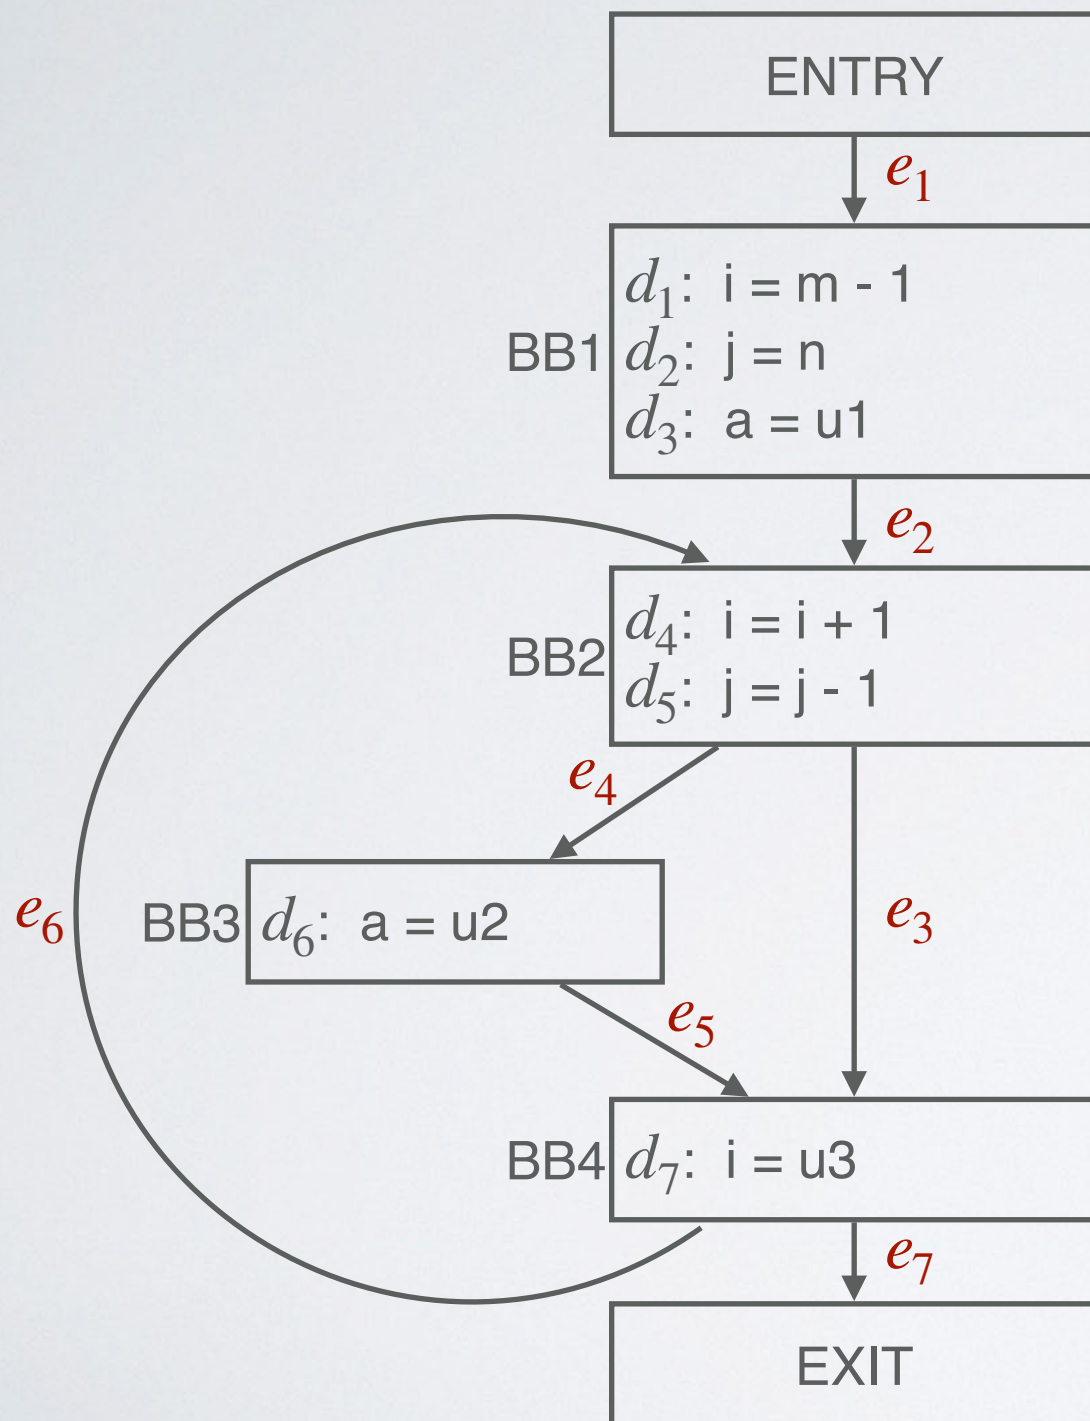 ENTRY
e₁
d₁: i = m - 1
BB1 d₂: j = n
d₃: a = u1
e₂
d₄: i = i + 1
BB2
d₅: j = j - 1
e₄
e₆ BB3 d₆: a = u2 e₃
e₅
BB4 d₇: i = u3
e₇
EXIT